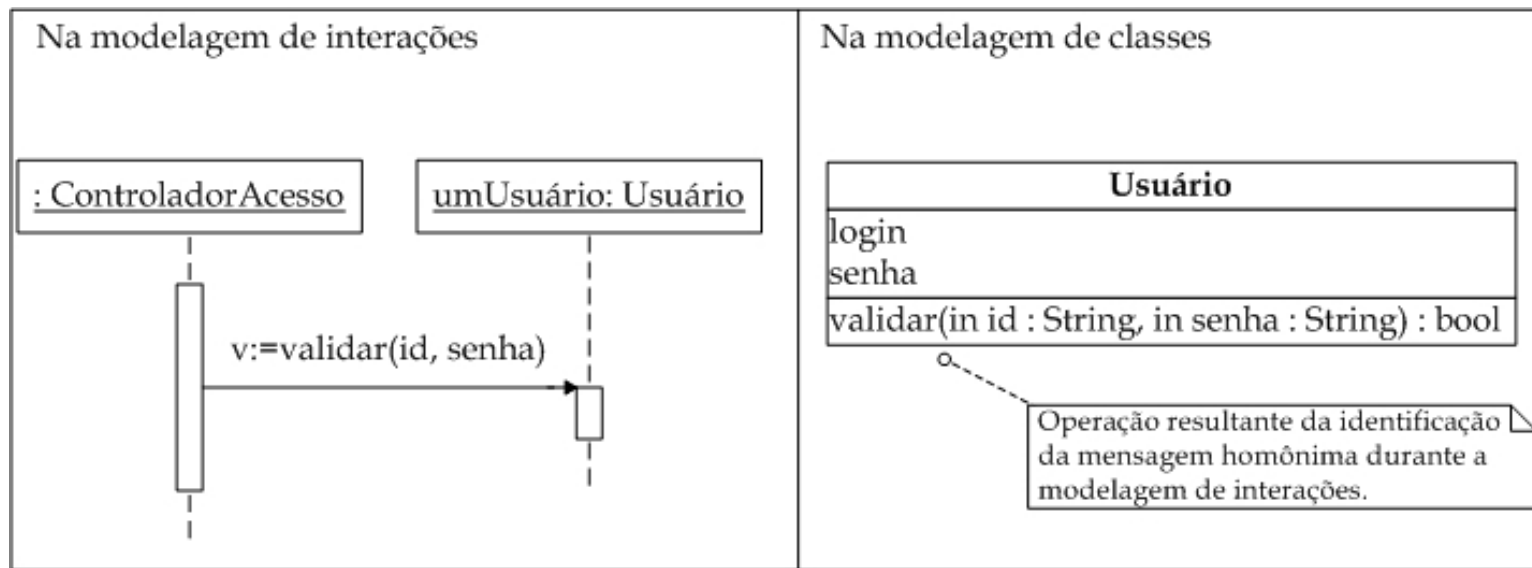 Na modelagem de interações
: ControladorAcesso
umUsuário: Usuário
v:=validar(id, senha)
Na modelagem de classes
Usuário
login
senha
validar(in id : String, in senha : String) : bool
Operação resultante da identificação
da mensagem homônima durante a
modelagem de interações.